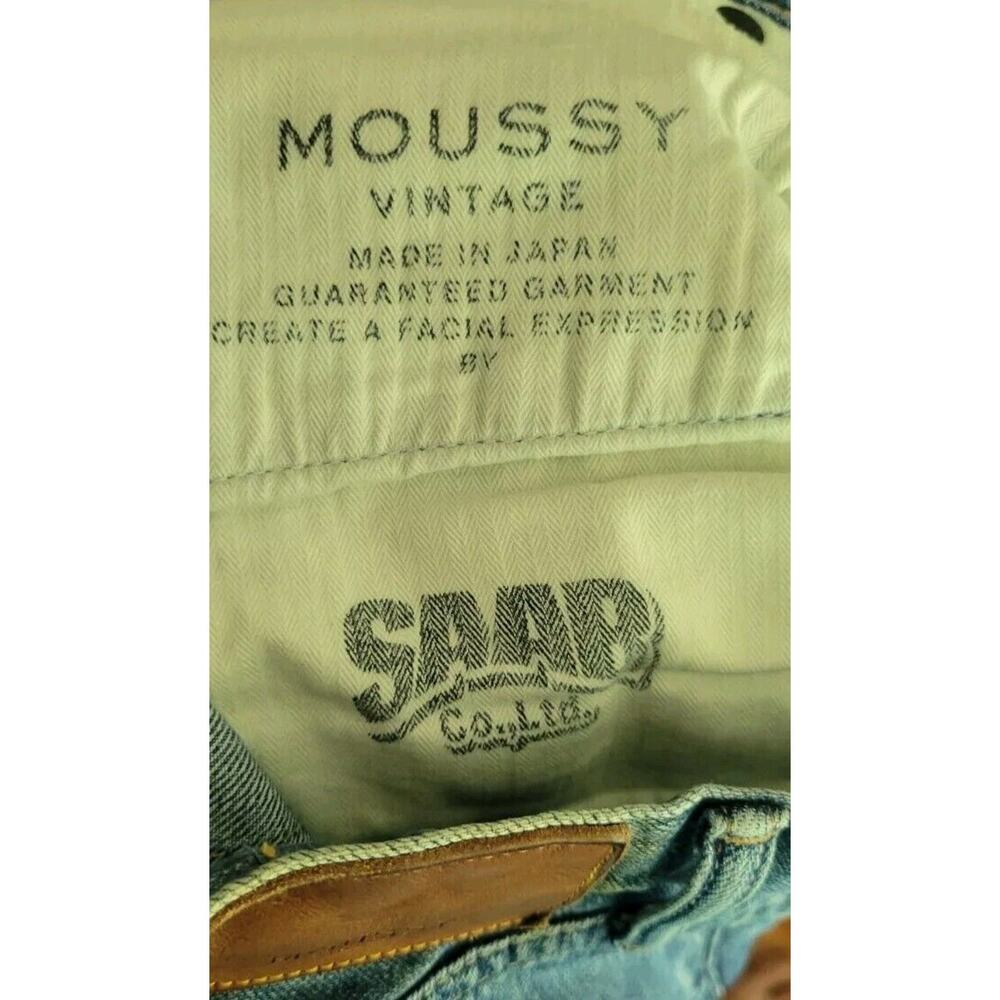 MOUSSY
VINTAGE
MADE IN JAPAN
GUARANTEED GARMENT
CREATE A FACIAL EXPRESSION
BY
SAAB
Co.,Ltd.